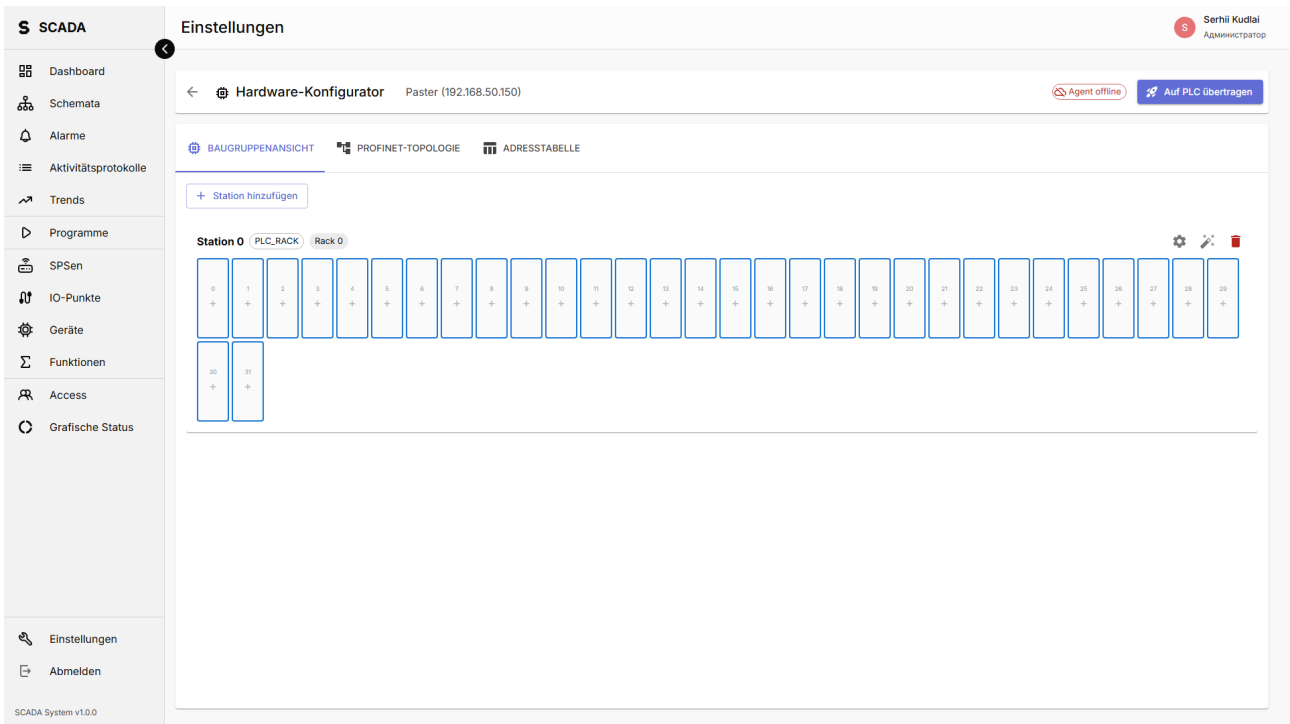 SCADA
Einstellungen
S
Serhii Kudlai
Администратор
Dashboard
Schemata
Alarme
Aktivitätsprotokolle
Trends
Programme
SPSen
IO-Punkte
Geräte
Funktionen
Access
Grafische Status
Einstellungen
Abmelden
SCADA System v1.0.0
Hardware-Konfigurator Paster (192.168.50.150)
Agent offline
Auf PLC übertragen
BAUGRUPPENANSICHT PROFINET-TOPOLOGIE ADRESSTABELLE
+ Station hinzufügen
Station 0 PLC_RACK Rack 0
0 1 2 3 4 5 6 7 8 9 10 11 12 13 14 15 16 17 18 19 20 21 22 23 24 25 26 27 28 29
+ + + + + + + + + + + + + + + + + + + + + + + + + + + + + +
30 31
+ +